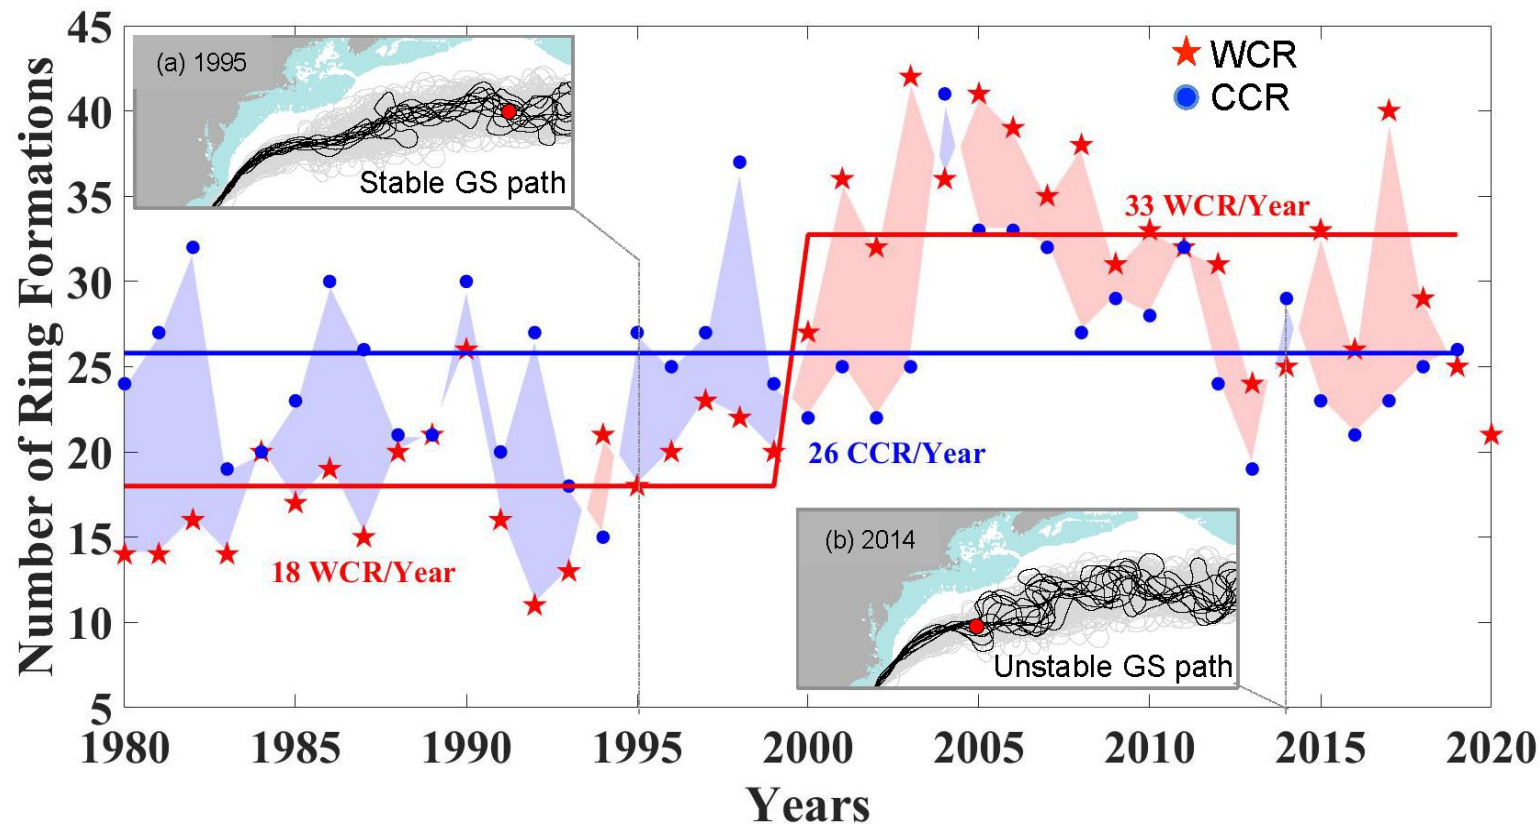 45
40
35
30
25
20
15
10
5
Number of Ring Formations
(a) 1995
Stable GS path
WCR
CCR
33 WCR/Year
26 CCR/Year
18 WCR/Year
(b) 2014
Unstable GS path
1980 1985 1990 1995 2000 2005 2010 2015 2020
Years